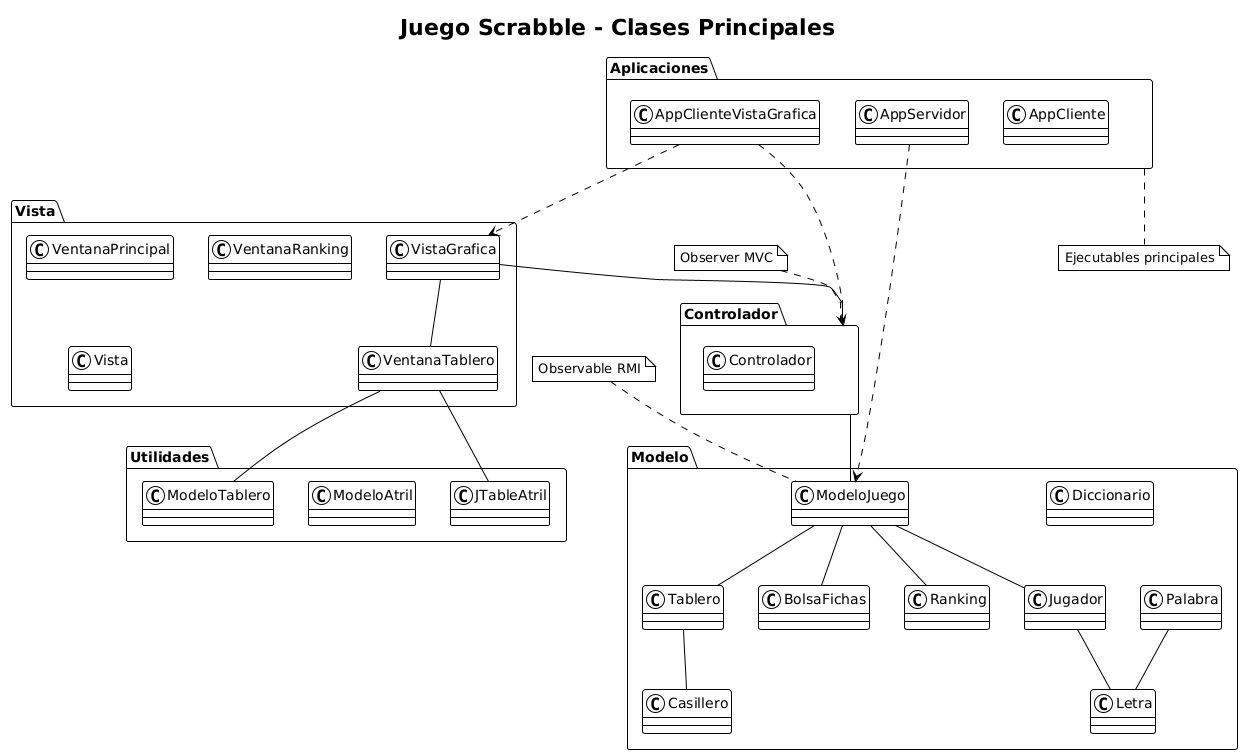 Juego Scrabble - Clases Principales
Aplicaciones
C AppClienteVistaGrafica
C AppServidor
C AppCliente
Vista
C VentanaPrincipal
C VentanaRanking
C VistaGrafica
Observer MVC
Ejecutables principales
Controlador
C Vista
C VentanaTablero
Observable RMI
C Controlador
Utilidades
C ModeloTablero
C ModeloAtril
C JTableAtril
Modelo
C ModeloJuego
C Diccionario
C Tablero
C BolsaFichas
C Ranking
C Jugador
C Palabra
C Casillero
C Letra